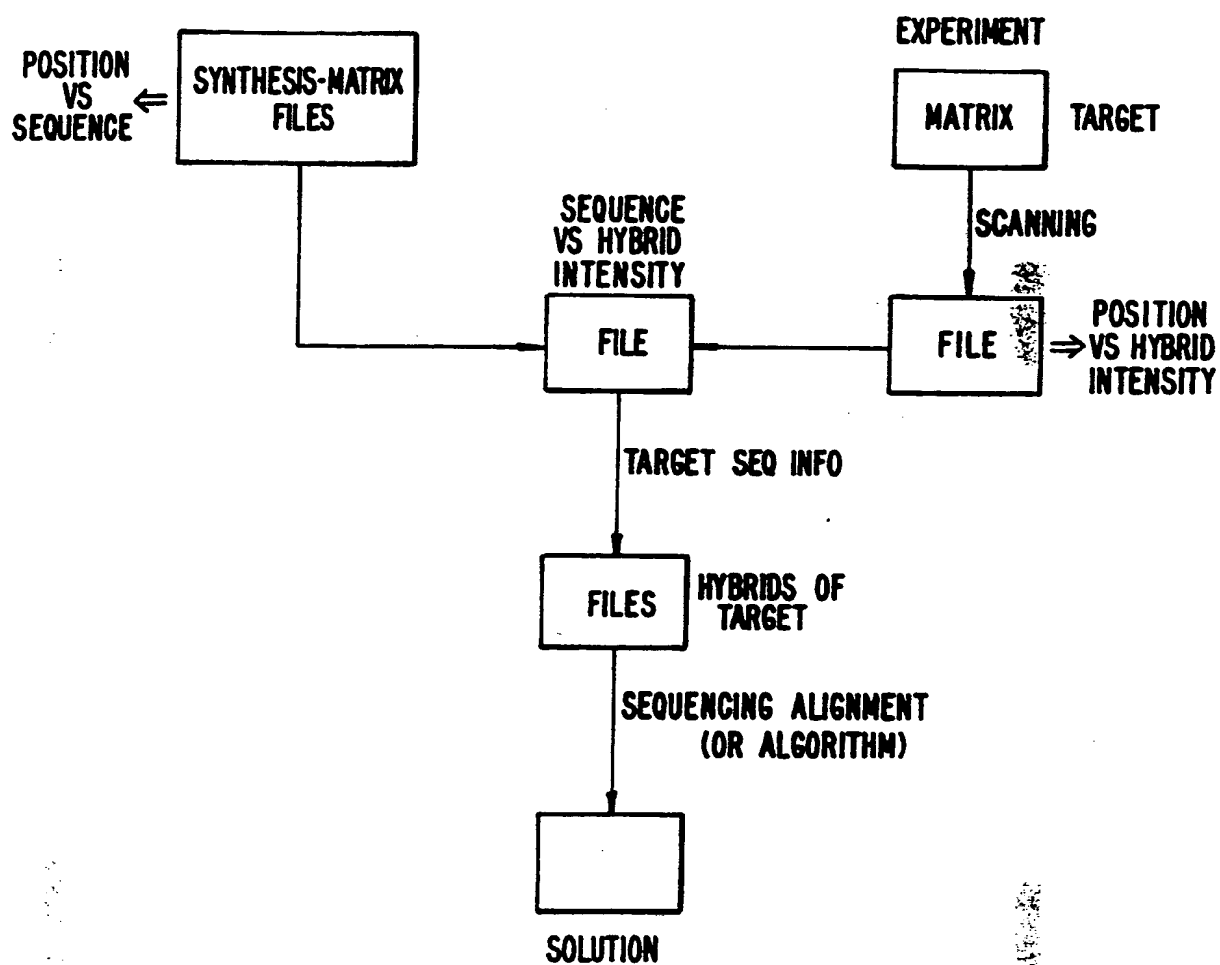 POSITION
VS
SEQUENCE
SYNTHESIS-MATRIX
FILES
EXPERIMENT
MATRIX
TARGET
SCANNING
SEQUENCE
VS HYBRID
INTENSITY
FILE
FILE
POSITION
VS HYBRID
INTENSITY
TARGET SEQ INFO
FILES
HYBRIDS OF
TARGET
SEQUENCING ALIGNMENT
(OR ALGORITHM)
SOLUTION